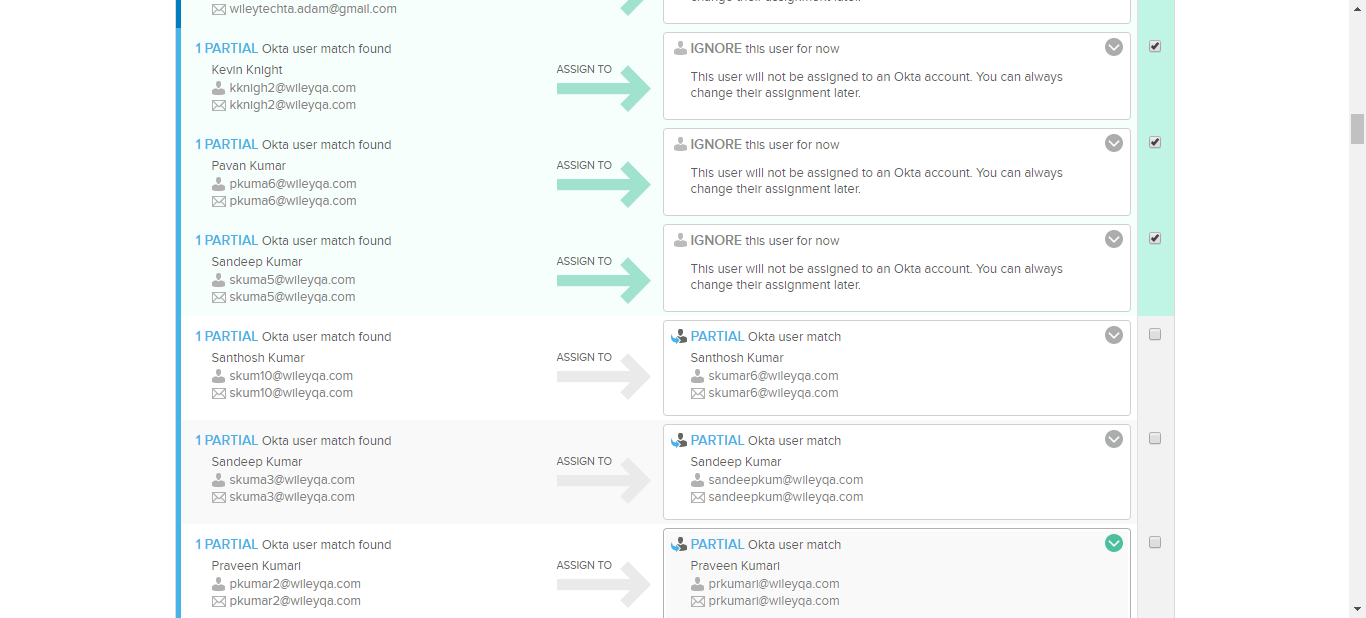 wileytechta.adam@gmail.com
change their assignment later.
1 PARTIAL Okta user match found
Kevin Knight
kknigh2@wileyqa.com
kknigh2@wileyqa.com
ASSIGN TO
IGNORE this user for now
This user will not be assigned to an Okta account. You can always
change their assignment later.
1 PARTIAL Okta user match found
Pavan Kumar
pkuma6@wileyqa.com
pkuma6@wileyqa.com
ASSIGN TO
IGNORE this user for now
This user will not be assigned to an Okta account. You can always
change their assignment later.
1 PARTIAL Okta user match found
Sandeep Kumar
skuma5@wileyqa.com
skuma5@wileyqa.com
ASSIGN TO
IGNORE this user for now
This user will not be assigned to an Okta account. You can always
change their assignment later.
1 PARTIAL Okta user match found
Santhosh Kumar
skum10@wileyqa.com
skum10@wileyqa.com
ASSIGN TO
PARTIAL Okta user match
Santhosh Kumar
skumar6@wileyqa.com
skumar6@wileyqa.com
1 PARTIAL Okta user match found
Sandeep Kumar
skuma3@wileyqa.com
skuma3@wileyqa.com
ASSIGN TO
PARTIAL Okta user match
Sandeep Kumar
sandeepkum@wileyqa.com
sandeepkum@wileyqa.com
1 PARTIAL Okta user match found
Praveen Kumari
pkumar2@wileyqa.com
pkumar2@wileyqa.com
ASSIGN TO
PARTIAL Okta user match
Praveen Kumari
prkumari@wileyqa.com
prkumari@wileyqa.com